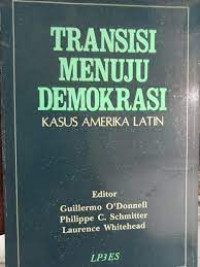 TRANSISI
MENUJU
DEMOKRASI
KASUS AMERIKA LATIN
Editor
Guillermo O'Donnell
Philippe C. Schmitter
Laurence Whitehead
LP3ES